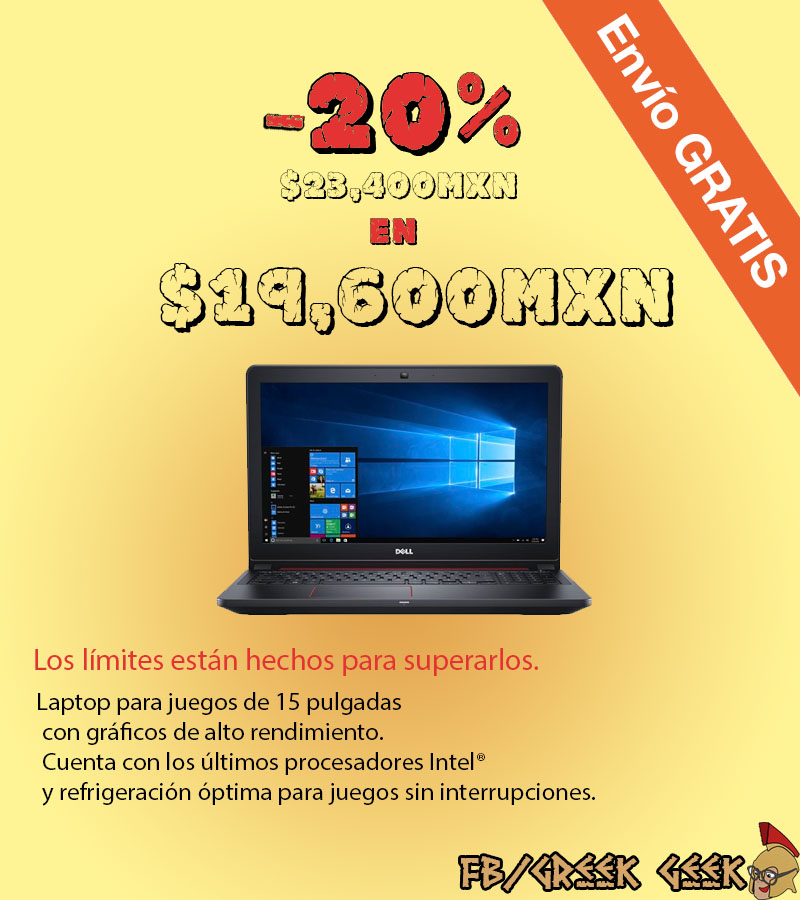 Envío GRATIS
-20%
$23,400MXN
EN
$19,600MXN
DELL
Los límites están hechos para superarlos.
Laptop para juegos de 15 pulgadas
con gráficos de alto rendimiento.
Cuenta con los últimos procesadores Intel®
y refrigeración óptima para juegos sin interrupciones.
FB/GREEK GEEK